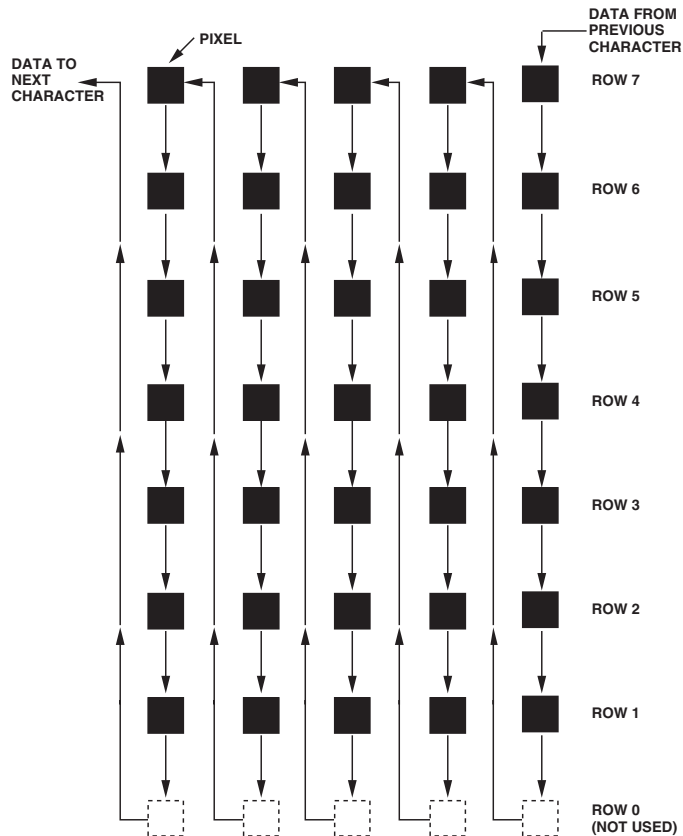 DATA FROM
PREVIOUS
CHARACTER
PIXEL
DATA TO
NEXT
CHARACTER
ROW 7
ROW 6
ROW 5
ROW 4
ROW 3
ROW 2
ROW 1
ROW 0
(NOT USED)